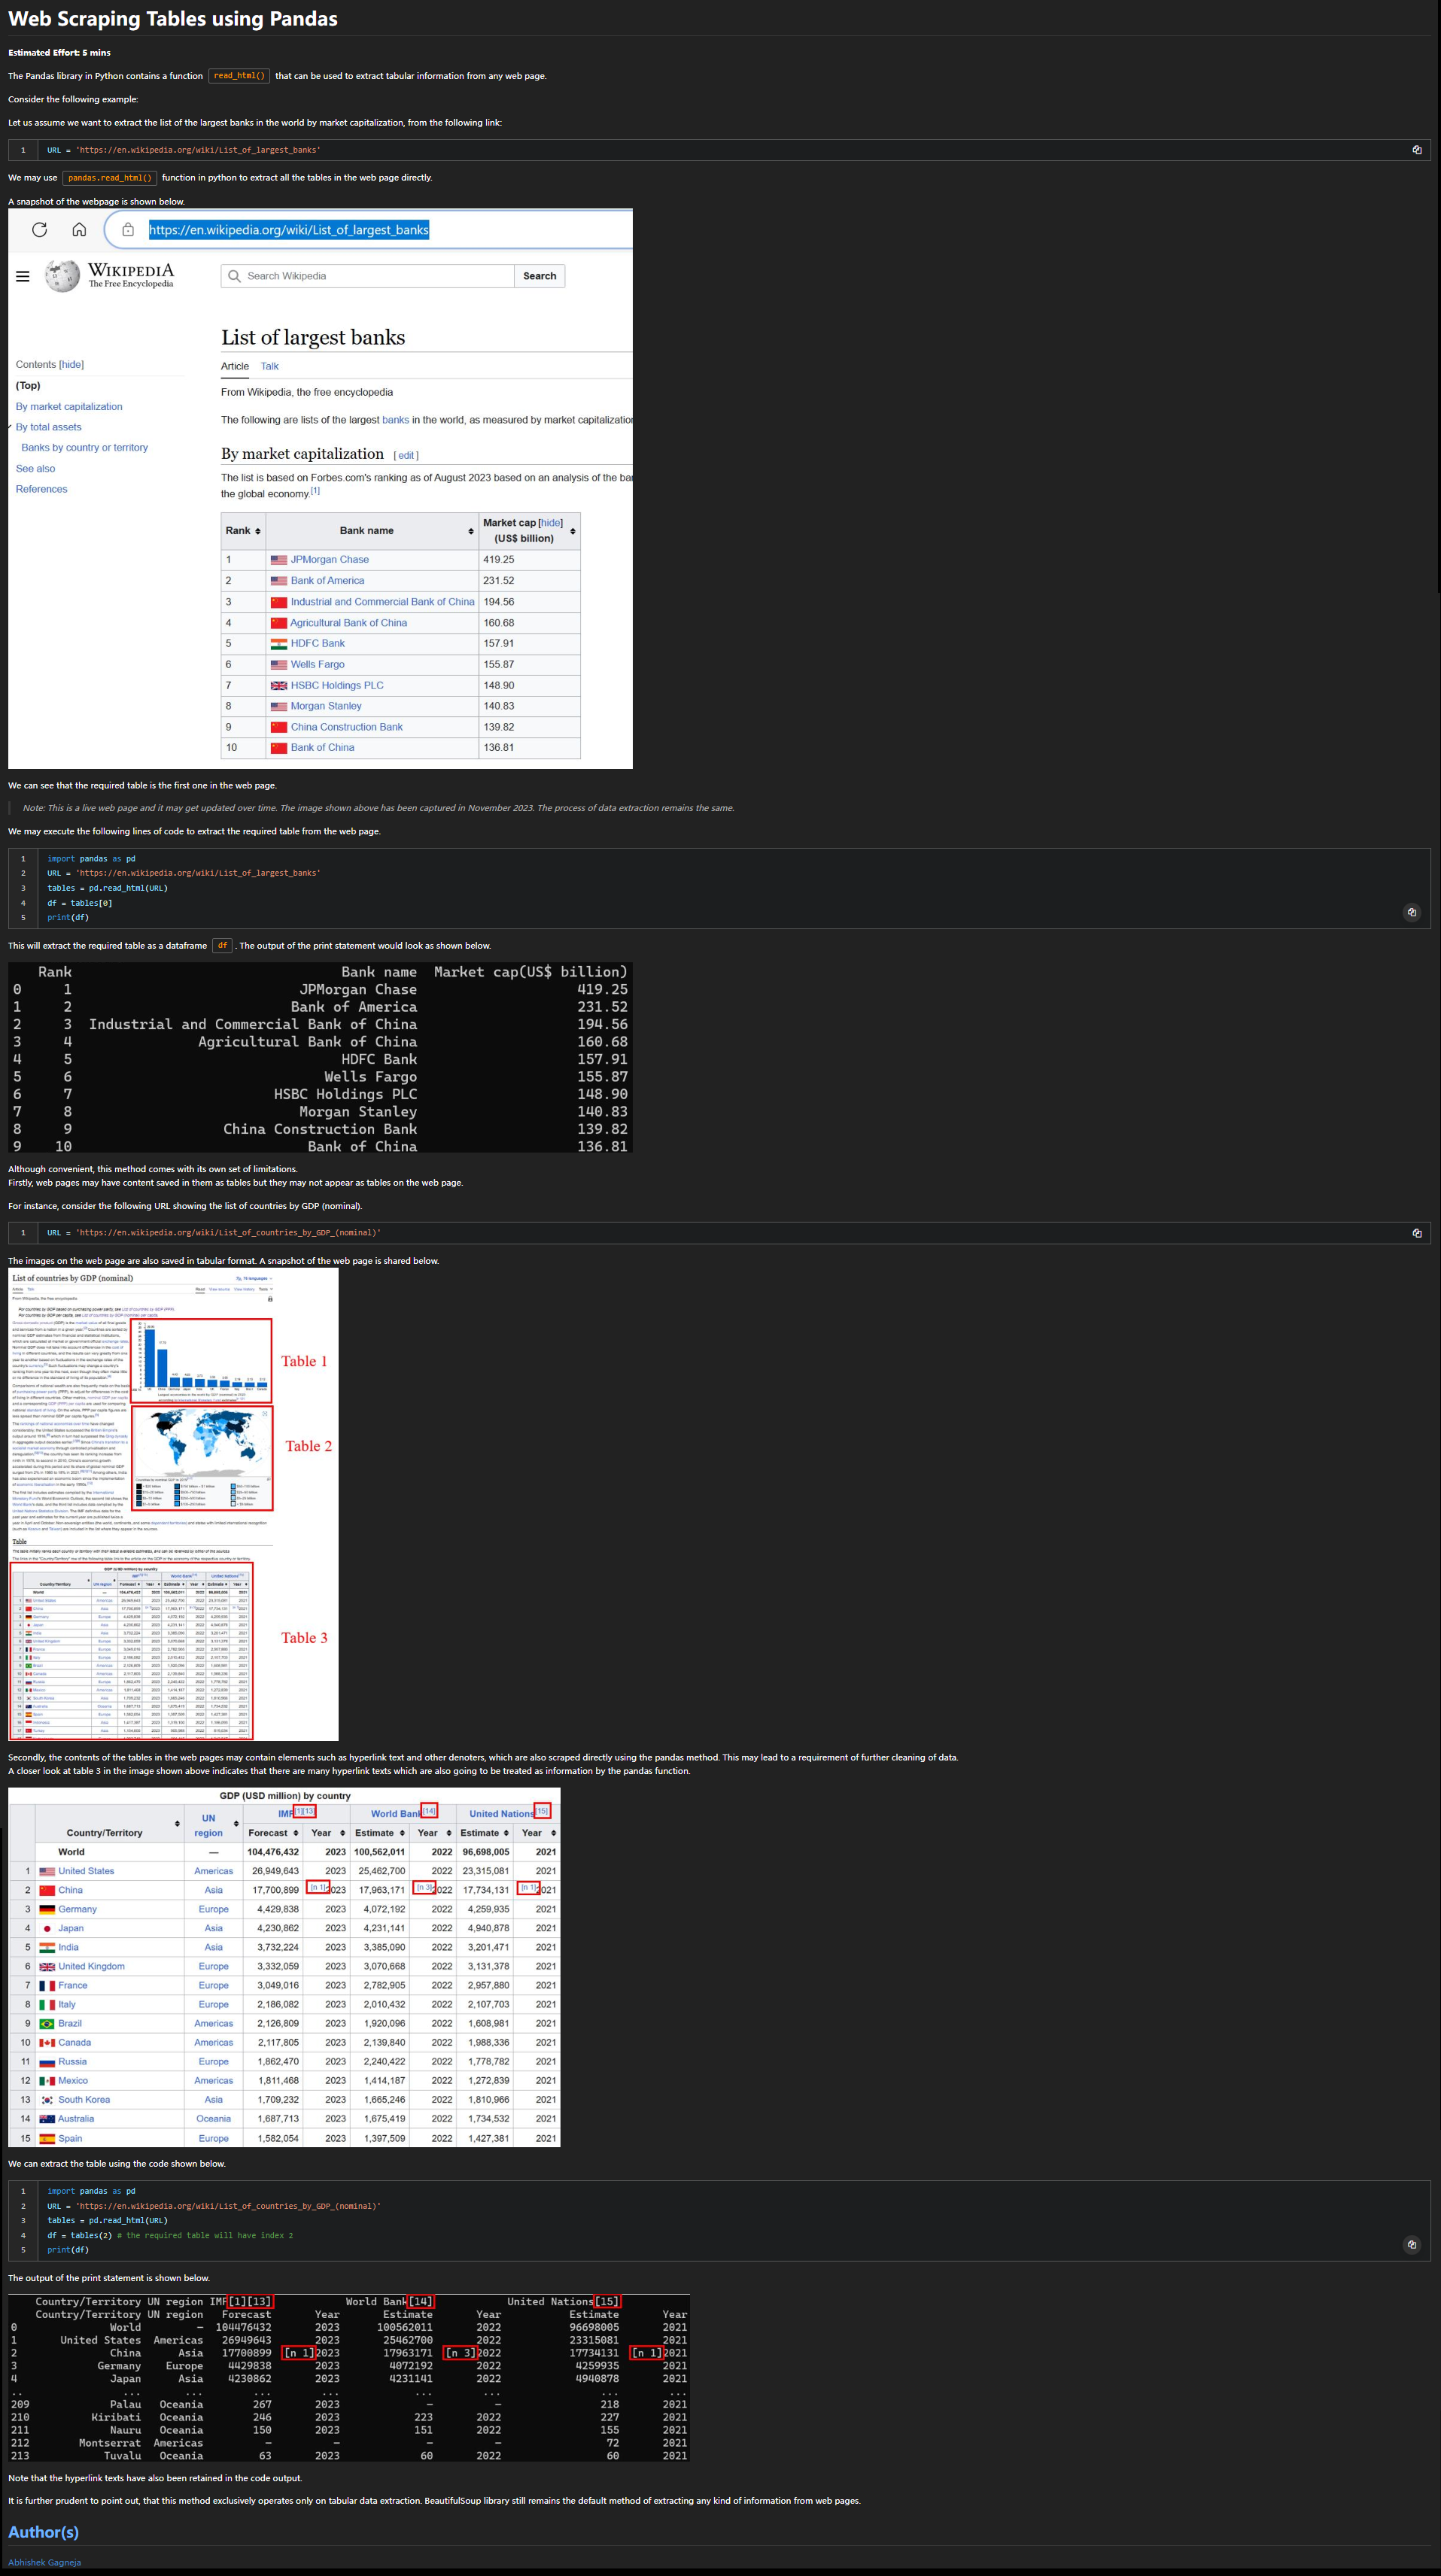 Web Scraping Tables using Pandas
Estimated Effort: 5 mins
The Pandas library in Python contains a function read_html() that can be used to extract tabular information from any web page.
Consider the following example:
Let us assume we want to extract the list of the largest banks in the world by market capitalization, from the following link:
1 URL = 'https://en.wikipedia.org/wiki/List_of_largest_banks'
We may use pandas.read_html() function in python to extract all the tables in the web page directly.
A snapshot of the webpage is shown below.
https://en.wikipedia.org/wiki/List_of_largest_banks
WIKIPEDIA
The Free Encyclopedia
Search Wikipedia
Search
List of largest banks
Contents [hide]
(Top)
By market capitalization
By total assets
Banks by country or territory
See also
References
Article Talk
From Wikipedia, the free encyclopedia
The following are lists of the largest banks in the world, as measured by market capitalization
By market capitalization [ edit ]
The list is based on Forbes.com's ranking as of August 2023 based on an analysis of the ba
the global economy.[1]
Rank Bank name Market cap [hide] (US$ billion)
1 JPMorgan Chase 419.25
2 Bank of America 231.52
3 Industrial and Commercial Bank of China 194.56
4 Agricultural Bank of China 160.68
5 HDFC Bank 157.91
6 Wells Fargo 155.87
7 HSBC Holdings PLC 148.90
8 Morgan Stanley 140.83
9 China Construction Bank 139.82
10 Bank of China 136.81
We can see that the required table is the first one in the web page.
Note: This is a live web page and it may get updated over time. The image shown above has been captured in November 2023. The process of data extraction remains the same.
We may execute the following lines of code to extract the required table from the web page.
1 import pandas as pd
2 URL = 'https://en.wikipedia.org/wiki/List_of_largest_banks'
3 tables = pd.read_html(URL)
4 df = tables[0]
5 print(df)
This will extract the required table as a dataframe df . The output of the print statement would look as shown below.
Rank Bank name Market cap(US$ billion)
0 1 JPMorgan Chase 419.25
1 2 Bank of America 231.52
2 3 Industrial and Commercial Bank of China 194.56
3 4 Agricultural Bank of China 160.68
4 5 HDFC Bank 157.91
5 6 Wells Fargo 155.87
6 7 HSBC Holdings PLC 148.90
7 8 Morgan Stanley 140.83
8 9 China Construction Bank 139.82
9 10 Bank of China 136.81
Although convenient, this method comes with its own set of limitations.
Firstly, web pages may have content saved in them as tables but they may not appear as tables on the web page.
For instance, consider the following URL showing the list of countries by GDP (nominal).
1 URL = 'https://en.wikipedia.org/wiki/List_of_countries_by_GDP_(nominal)'
The images on the web page are also saved in tabular format. A snapshot of the web page is shared below.
List of countries by GDP (nominal)
Table 1
Table 2
Table
Table 3
Secondly, the contents of the tables in the web pages may contain elements such as hyperlink text and other denoters, which are also scraped directly using the pandas method. This may lead to a requirement of further cleaning of data.
A closer look at table 3 in the image shown above indicates that there are many hyperlink texts which are also going to be treated as information by the pandas function.
GDP (USD million) by country
Country/Territory UN region IMF[1][13] World Bank[14] United Nations[15]
Forecast Year Estimate Year Estimate Year
World — 104,476,432 2023 100,562,011 2022 96,698,005 2021
1 United States Americas 26,949,643 2023 25,462,700 2022 23,315,081 2021
2 China Asia 17,700,899 [n 1]2023 17,963,171 [n 3]2022 17,734,131 [n 1]2021
3 Germany Europe 4,429,838 2023 4,072,192 2022 4,259,935 2021
4 Japan Asia 4,230,862 2023 4,231,141 2022 4,940,878 2021
5 India Asia 3,732,224 2023 3,385,090 2022 3,201,471 2021
6 United Kingdom Europe 3,332,059 2023 3,070,668 2022 3,131,378 2021
7 France Europe 3,049,016 2023 2,782,905 2022 2,957,880 2021
8 Italy Europe 2,186,082 2023 2,010,432 2022 2,107,703 2021
9 Brazil Americas 2,126,809 2023 1,920,096 2022 1,608,981 2021
10 Canada Americas 2,117,805 2023 2,139,840 2022 1,988,336 2021
11 Russia Europe 1,862,470 2023 2,240,422 2022 1,778,782 2021
12 Mexico Americas 1,811,468 2023 1,414,187 2022 1,272,839 2021
13 South Korea Asia 1,709,232 2023 1,665,246 2022 1,810,966 2021
14 Australia Oceania 1,687,713 2023 1,675,419 2022 1,734,532 2021
15 Spain Europe 1,582,054 2023 1,397,509 2022 1,427,381 2021
We can extract the table using the code shown below.
1 import pandas as pd
2 URL = 'https://en.wikipedia.org/wiki/List_of_countries_by_GDP_(nominal)'
3 tables = pd.read_html(URL)
4 df = tables(2) # the required table will have index 2
5 print(df)
The output of the print statement is shown below.
Country/Territory UN region IMF[1][13] World Bank[14] United Nations[15]
Country/Territory UN region Forecast Year Estimate Year Estimate Year
0 World — 104476432 2023 100562011 2022 96698005 2021
1 United States Americas 26949643 2023 25462700 2022 23315081 2021
2 China Asia 17700899 [n 1]2023 17963171 [n 3]2022 17734131 [n 1]2021
3 Germany Europe 4429838 2023 4072192 2022 4259935 2021
4 Japan Asia 4230862 2023 4231141 2022 4940878 2021
.. ... ... ... ... ... ... ... ...
209 Palau Oceania 267 2023 — — 218 2021
210 Kiribati Oceania 246 2023 223 2022 227 2021
211 Nauru Oceania 150 2023 151 2022 155 2021
212 Montserrat Americas — — — — 72 2021
213 Tuvalu Oceania 63 2023 60 2022 60 2021
Note that the hyperlink texts have also been retained in the code output.
It is further prudent to point out, that this method exclusively operates only on tabular data extraction. BeautifulSoup library still remains the default method of extracting any kind of information from web pages.
Author(s)
Abhishek Gagneja